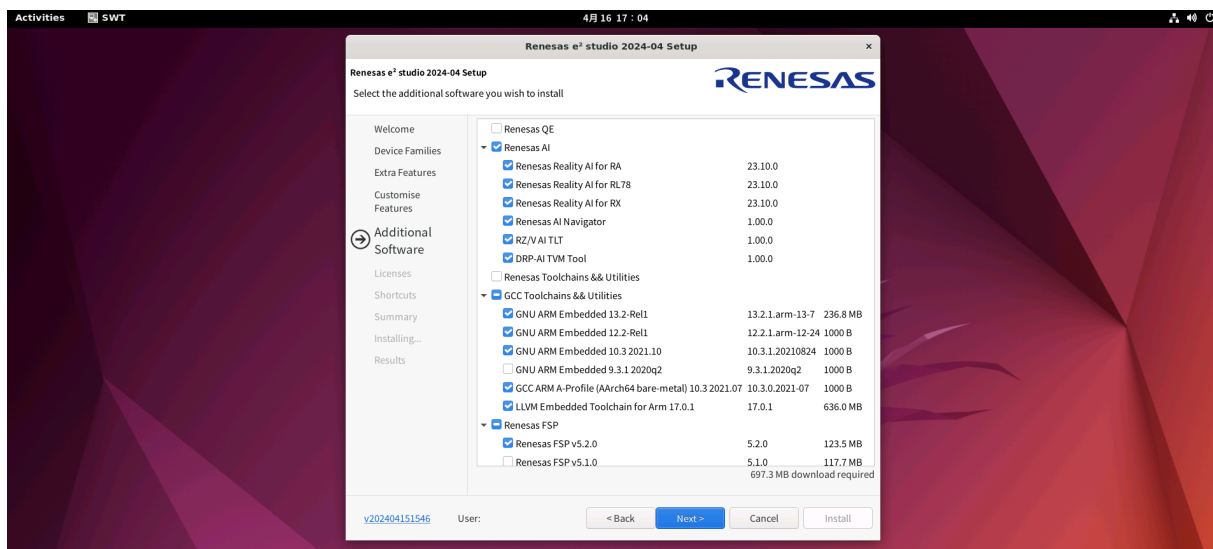 Activities SWT 4月 16 17：04
Renesas e² studio 2024-04 Setup ×
Renesas e² studio 2024-04 Setup
Select the additional software you wish to install
RENESAS
Welcome
Device Families
Extra Features
Customise
Features
Additional
Software
Licenses
Shortcuts
Summary
Installing...
Results
Renesas QE
Renesas AI
Renesas Reality AI for RA 23.10.0
Renesas Reality AI for RL78 23.10.0
Renesas Reality AI for RX 23.10.0
Renesas AI Navigator 1.00.0
RZ/V AI TLT 1.00.0
DRP-AI TVM Tool 1.00.0
Renesas Toolchains && Utilities
GCC Toolchains && Utilities
GNU ARM Embedded 13.2-Rel1 13.2.1.arm-13-7 236.8 MB
GNU ARM Embedded 12.2-Rel1 12.2.1.arm-12-24 1000 B
GNU ARM Embedded 10.3 2021.10 10.3.1.20210824 1000 B
GNU ARM Embedded 9.3.1 2020q2 9.3.1.2020q2 1000 B
GCC ARM A-Profile (AArch64 bare-metal) 10.3 2021.07 10.3.0.2021-07 1000 B
LLVM Embedded Toolchain for Arm 17.0.1 17.0.1 636.0 MB
Renesas FSP
Renesas FSP v5.2.0 5.2.0 123.5 MB
Renesas FSP v5.1.0 5.1.0 117.7 MB
697.3 MB download required
v202404151546 User: < Back Next > Cancel Install